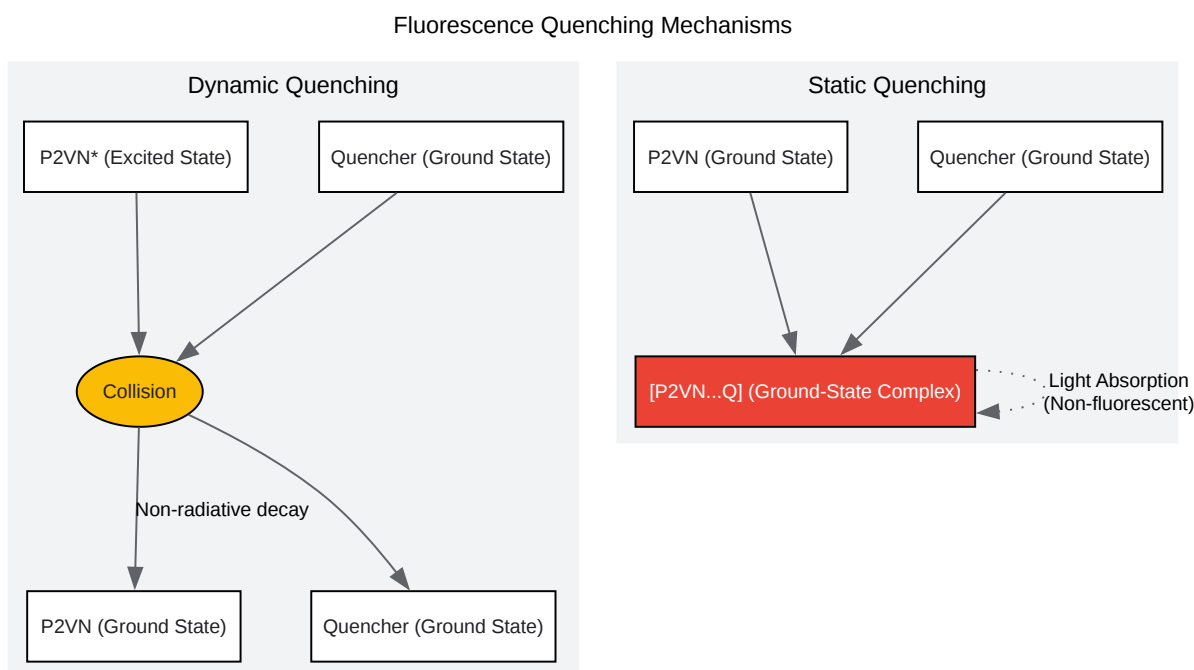 Fluorescence Quenching Mechanisms
Dynamic Quenching
P2VN* (Excited State)
Quencher (Ground State)
Collision
Non-radiative decay
P2VN (Ground State)
Quencher (Ground State)
Static Quenching
P2VN (Ground State)
Quencher (Ground State)
[P2VN...Q] (Ground-State Complex)
Light Absorption
(Non-fluorescent)